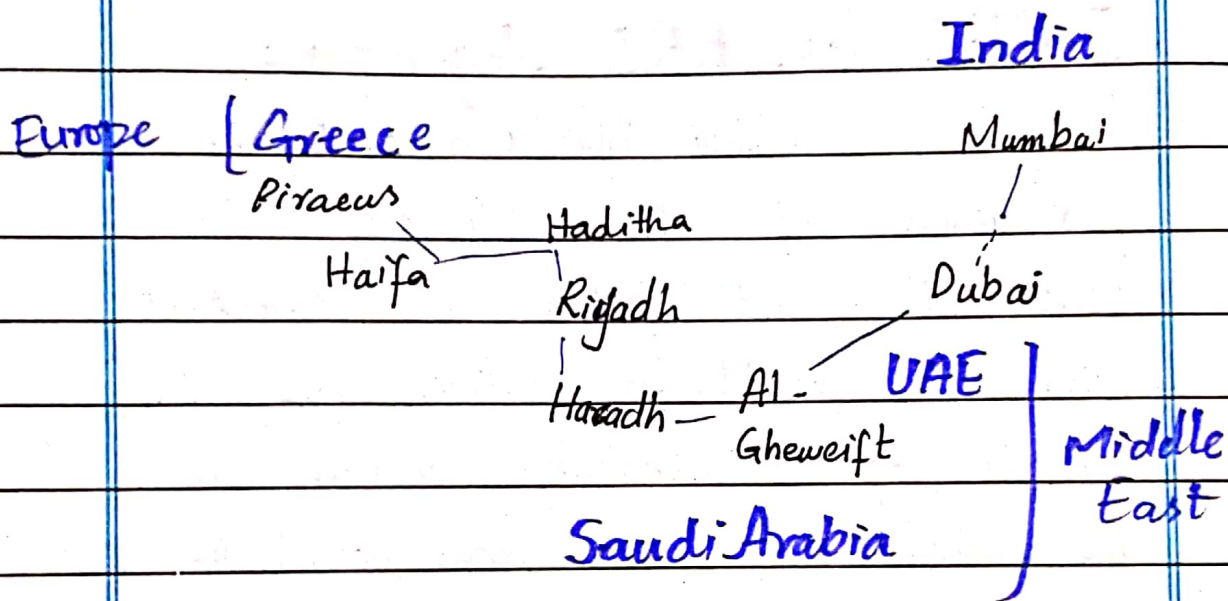 India
Europe [ Greece
Mumbai
Piraeus
Haditha
Haifa
Dubai
Riyadh
UAE
Al-
Haradh
Gheweift
Middle
East
Saudi Arabia